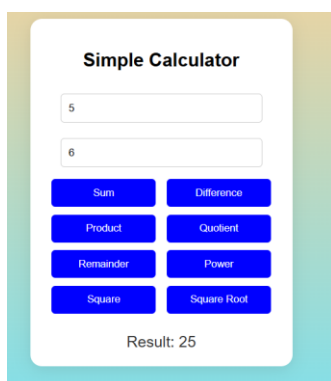 Simple Calculator
5
6
Sum Difference
Product Quotient
Remainder Power
Square Square Root
Result: 25